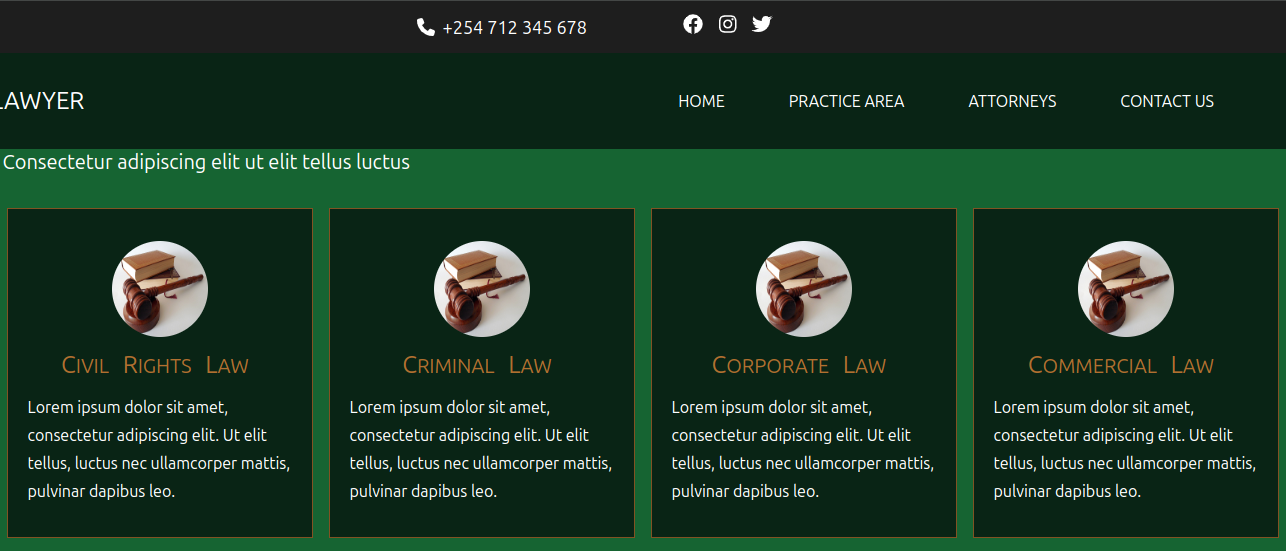 +254 712 345 678
LAWYER
HOME PRACTICE AREA ATTORNEYS CONTACT US
Consectetur adipiscing elit ut elit tellus luctus
Civil Rights Law
Lorem ipsum dolor sit amet,
consectetur adipiscing elit. Ut elit
tellus, luctus nec ullamcorper mattis,
pulvinar dapibus leo.
Criminal Law
Lorem ipsum dolor sit amet,
consectetur adipiscing elit. Ut elit
tellus, luctus nec ullamcorper mattis,
pulvinar dapibus leo.
Corporate Law
Lorem ipsum dolor sit amet,
consectetur adipiscing elit. Ut elit
tellus, luctus nec ullamcorper mattis,
pulvinar dapibus leo.
Commercial Law
Lorem ipsum dolor sit amet,
consectetur adipiscing elit. Ut elit
tellus, luctus nec ullamcorper mattis,
pulvinar dapibus leo.